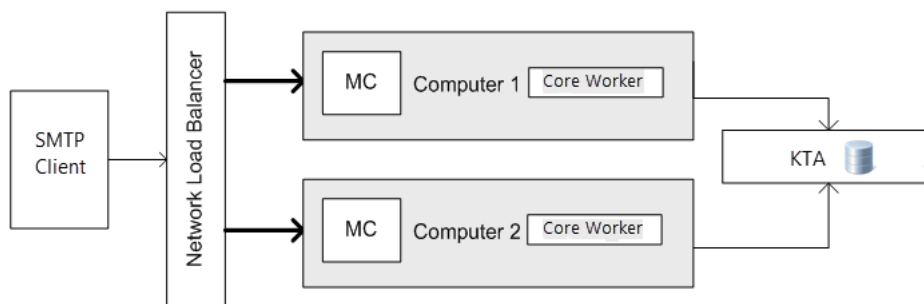 SMTP
Client
Network Load Balancer
MC
Computer 1
Core Worker
MC
Computer 2
Core Worker
KTA